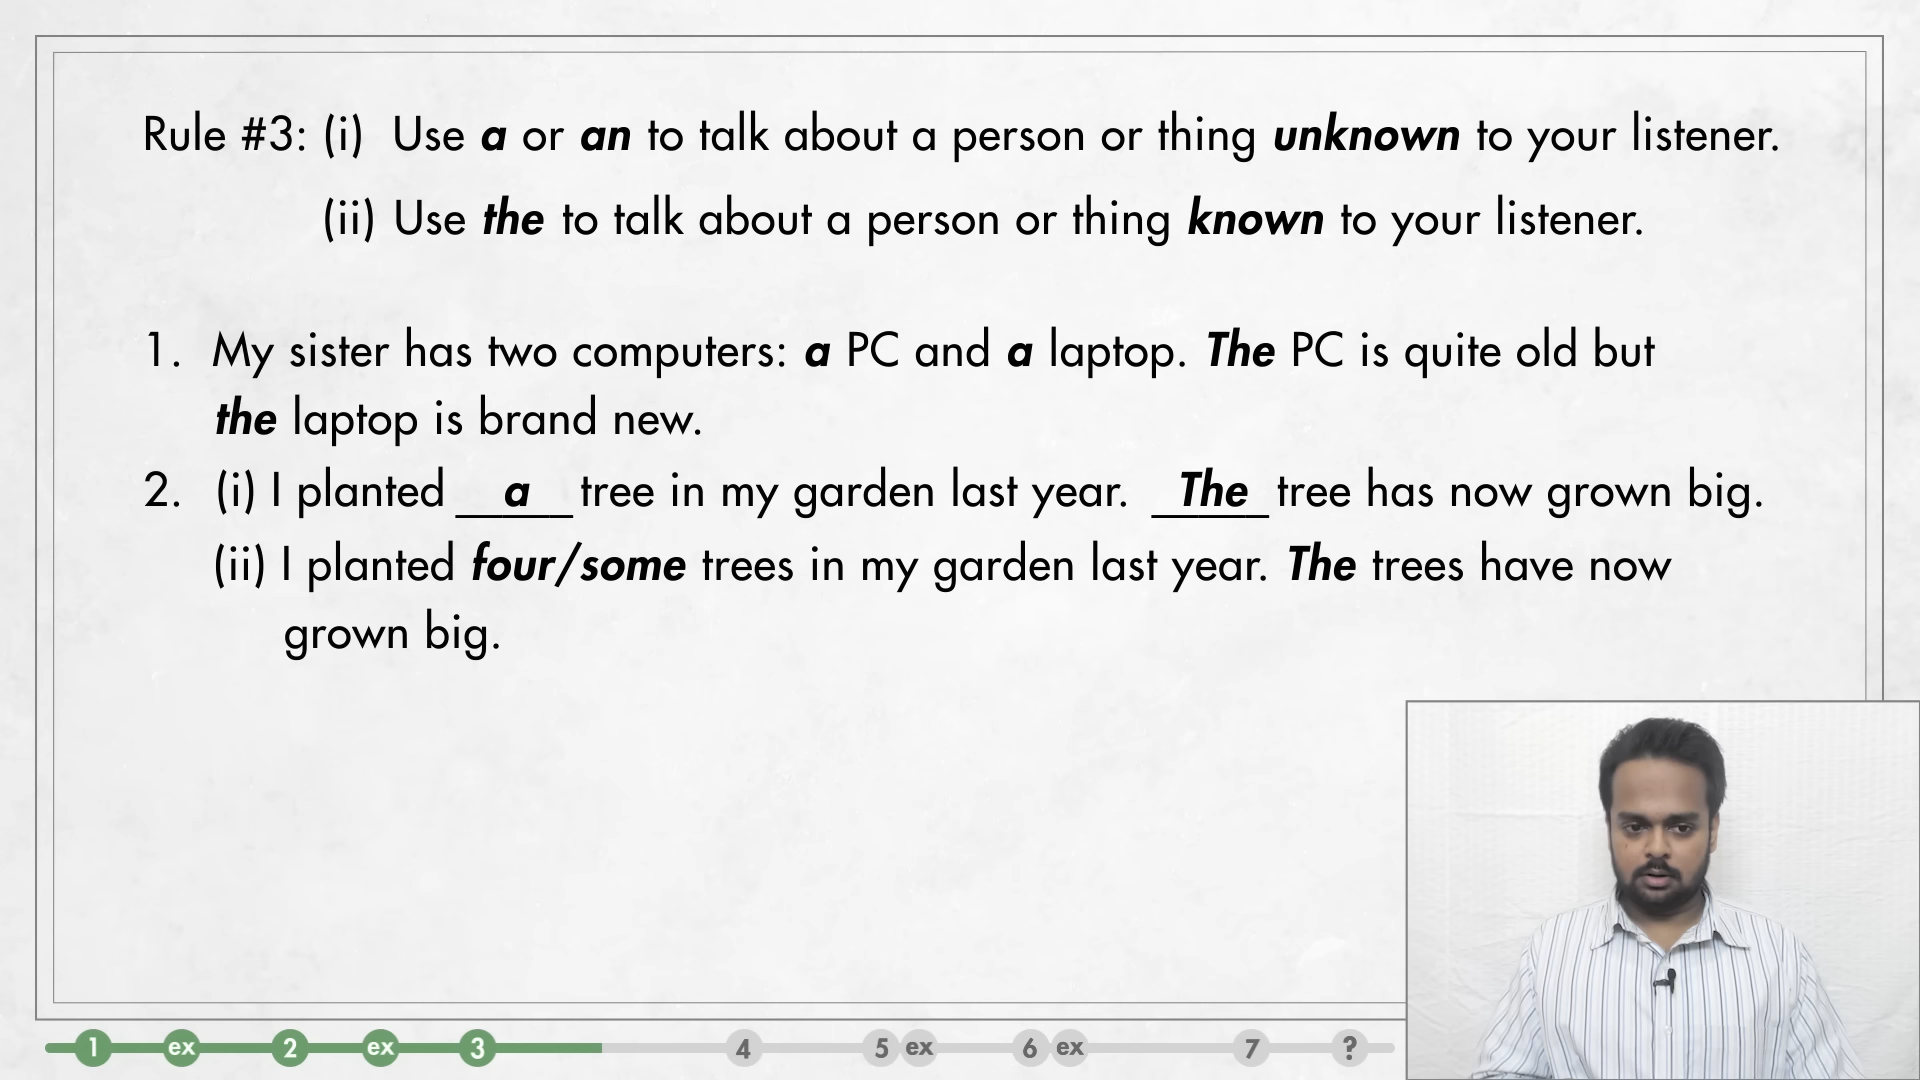 Rule #3: (i) Use a or an to talk about a person or thing unknown to your listener.
(ii) Use the to talk about a person or thing known to your listener.
1. My sister has two computers: a PC and a laptop. The PC is quite old but
the laptop is brand new.
2. (i) I planted __a__ tree in my garden last year. __The__ tree has now grown big.
(ii) I planted four/some trees in my garden last year. The trees have now
grown big.
1 ex 2 ex 3 4 5 ex 6 ex 7 ?